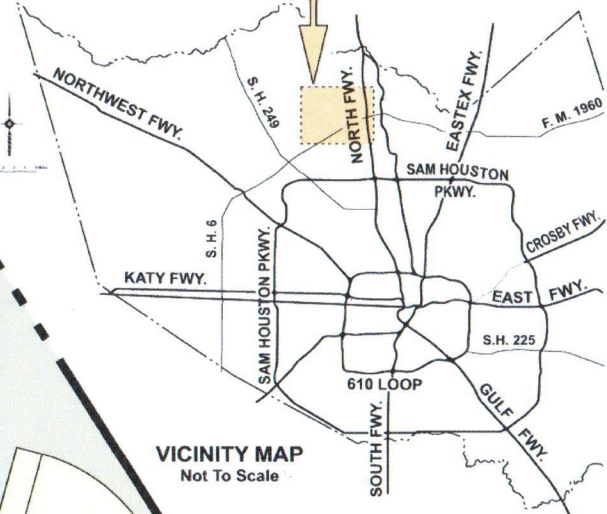 NORTHWEST FWY.
S. H. 249
NORTH FWY.
EASTEX FWY.
F. M. 1960
SAM HOUSTON
PKWY.
CROSBY FWY.
S. H. 6
SAM HOUSTON PKWY.
KATY FWY.
EAST FWY.
S.H. 225
610 LOOP
GULF FWY.
SOUTH FWY.
VICINITY MAP
Not To Scale